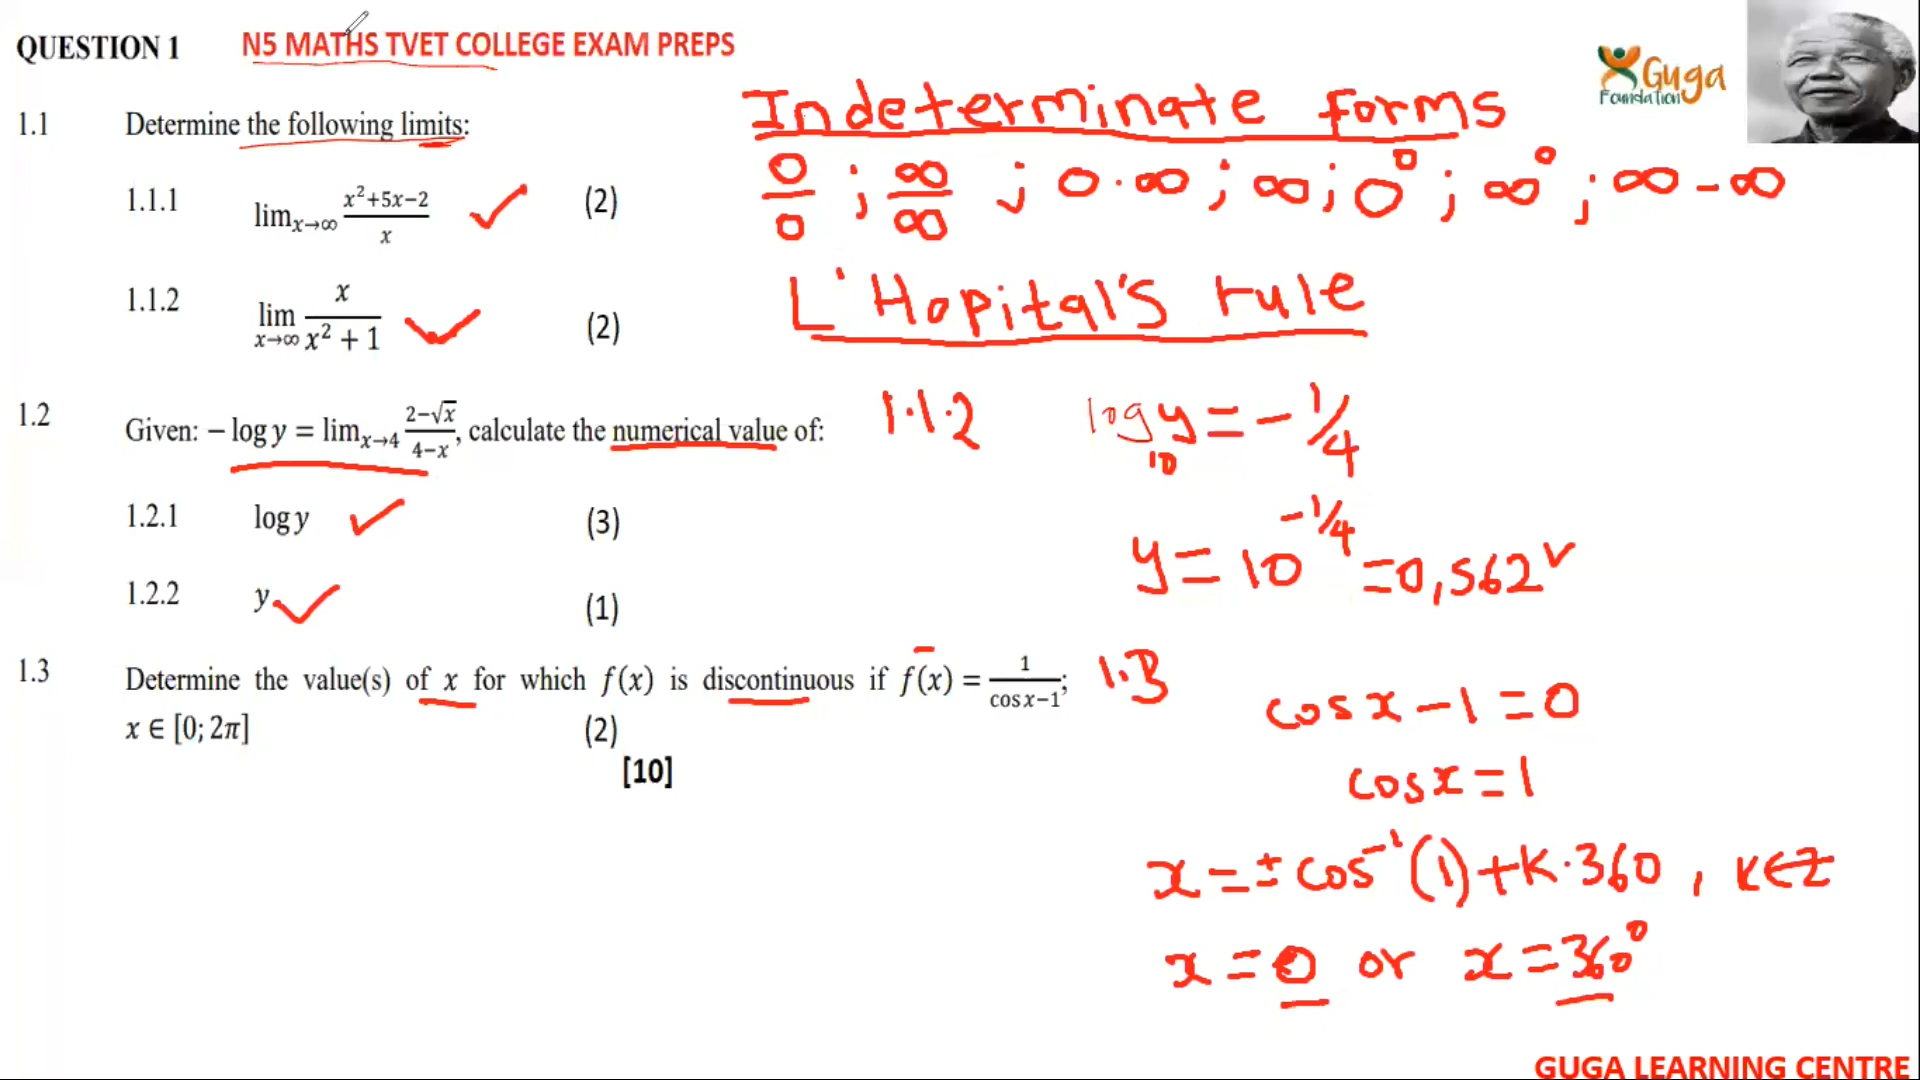 QUESTION 1 N5 MATHS TVET COLLEGE EXAM PREPS
Guga
Foundation
1.1 Determine the following limits:
1.1.1 lim x→∞ (x²+5x−2)/x (2)
1.1.2 lim x→∞ x/(x² + 1) (2)
1.2 Given: − log y = lim x→4 (2−√x)/(4−x), calculate the numerical value of:
1.2.1 log y (3)
1.2.2 y (1)
1.3 Determine the value(s) of x for which f(x) is discontinuous if f(x) = 1/(cos x−1);
x ∈ [0; 2π] (2)
[10]
Indeterminate forms
0/0 ; ∞/∞ ; 0·∞ ; ∞ ; 0⁰ ; ∞⁰ ; ∞ − ∞
L'Hopital's rule
1.1.2 log₁₀ y = −1/4
y = 10^(−1/4) = 0,562
1.3 cos x − 1 = 0
cos x = 1
x = ± cos⁻¹(1) + K·360 , K∈Z
x = 0 or x = 360°
GUGA LEARNING CENTRE